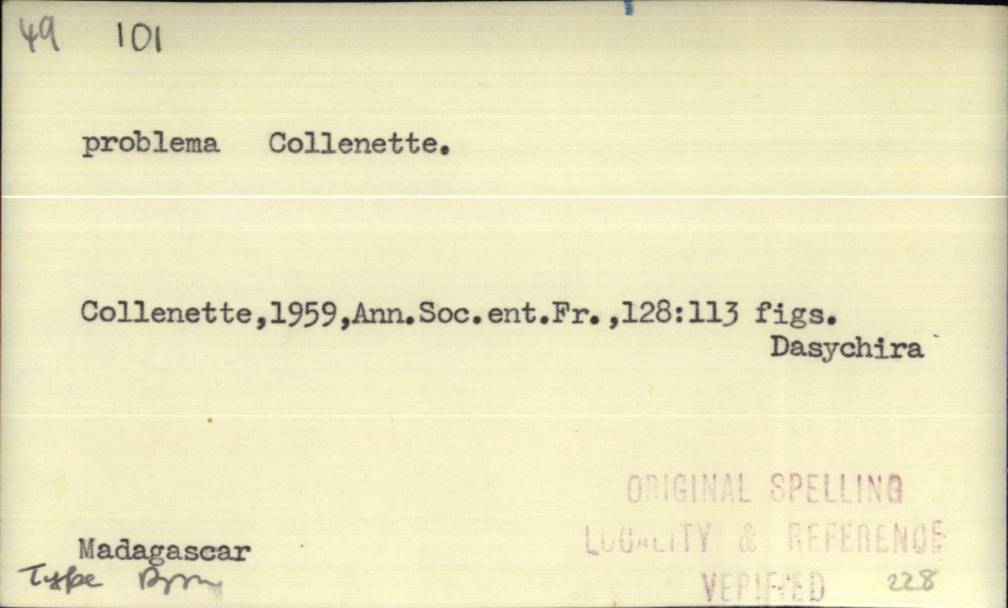 49 101
problema Collenette.
Collenette,1959,Ann.Soc.ent.Fr.,128:113 figs.
Dasychira
ORIGINAL SPELLING
LOCALITY & REFERENCE
VERIFIED 228
Madagascar
Type